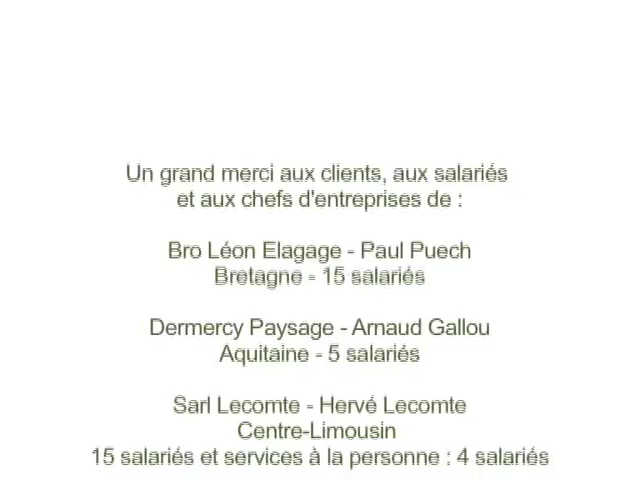 Un grand merci aux clients, aux salariés
et aux chefs d'entreprises de :
Bro Léon Elagage - Paul Puech
Bretagne - 15 salariés
Dermercy Paysage - Arnaud Gallou
Aquitaine - 5 salariés
Sarl Lecomte - Hervé Lecomte
Centre-Limousin
15 salariés et services à la personne : 4 salariés